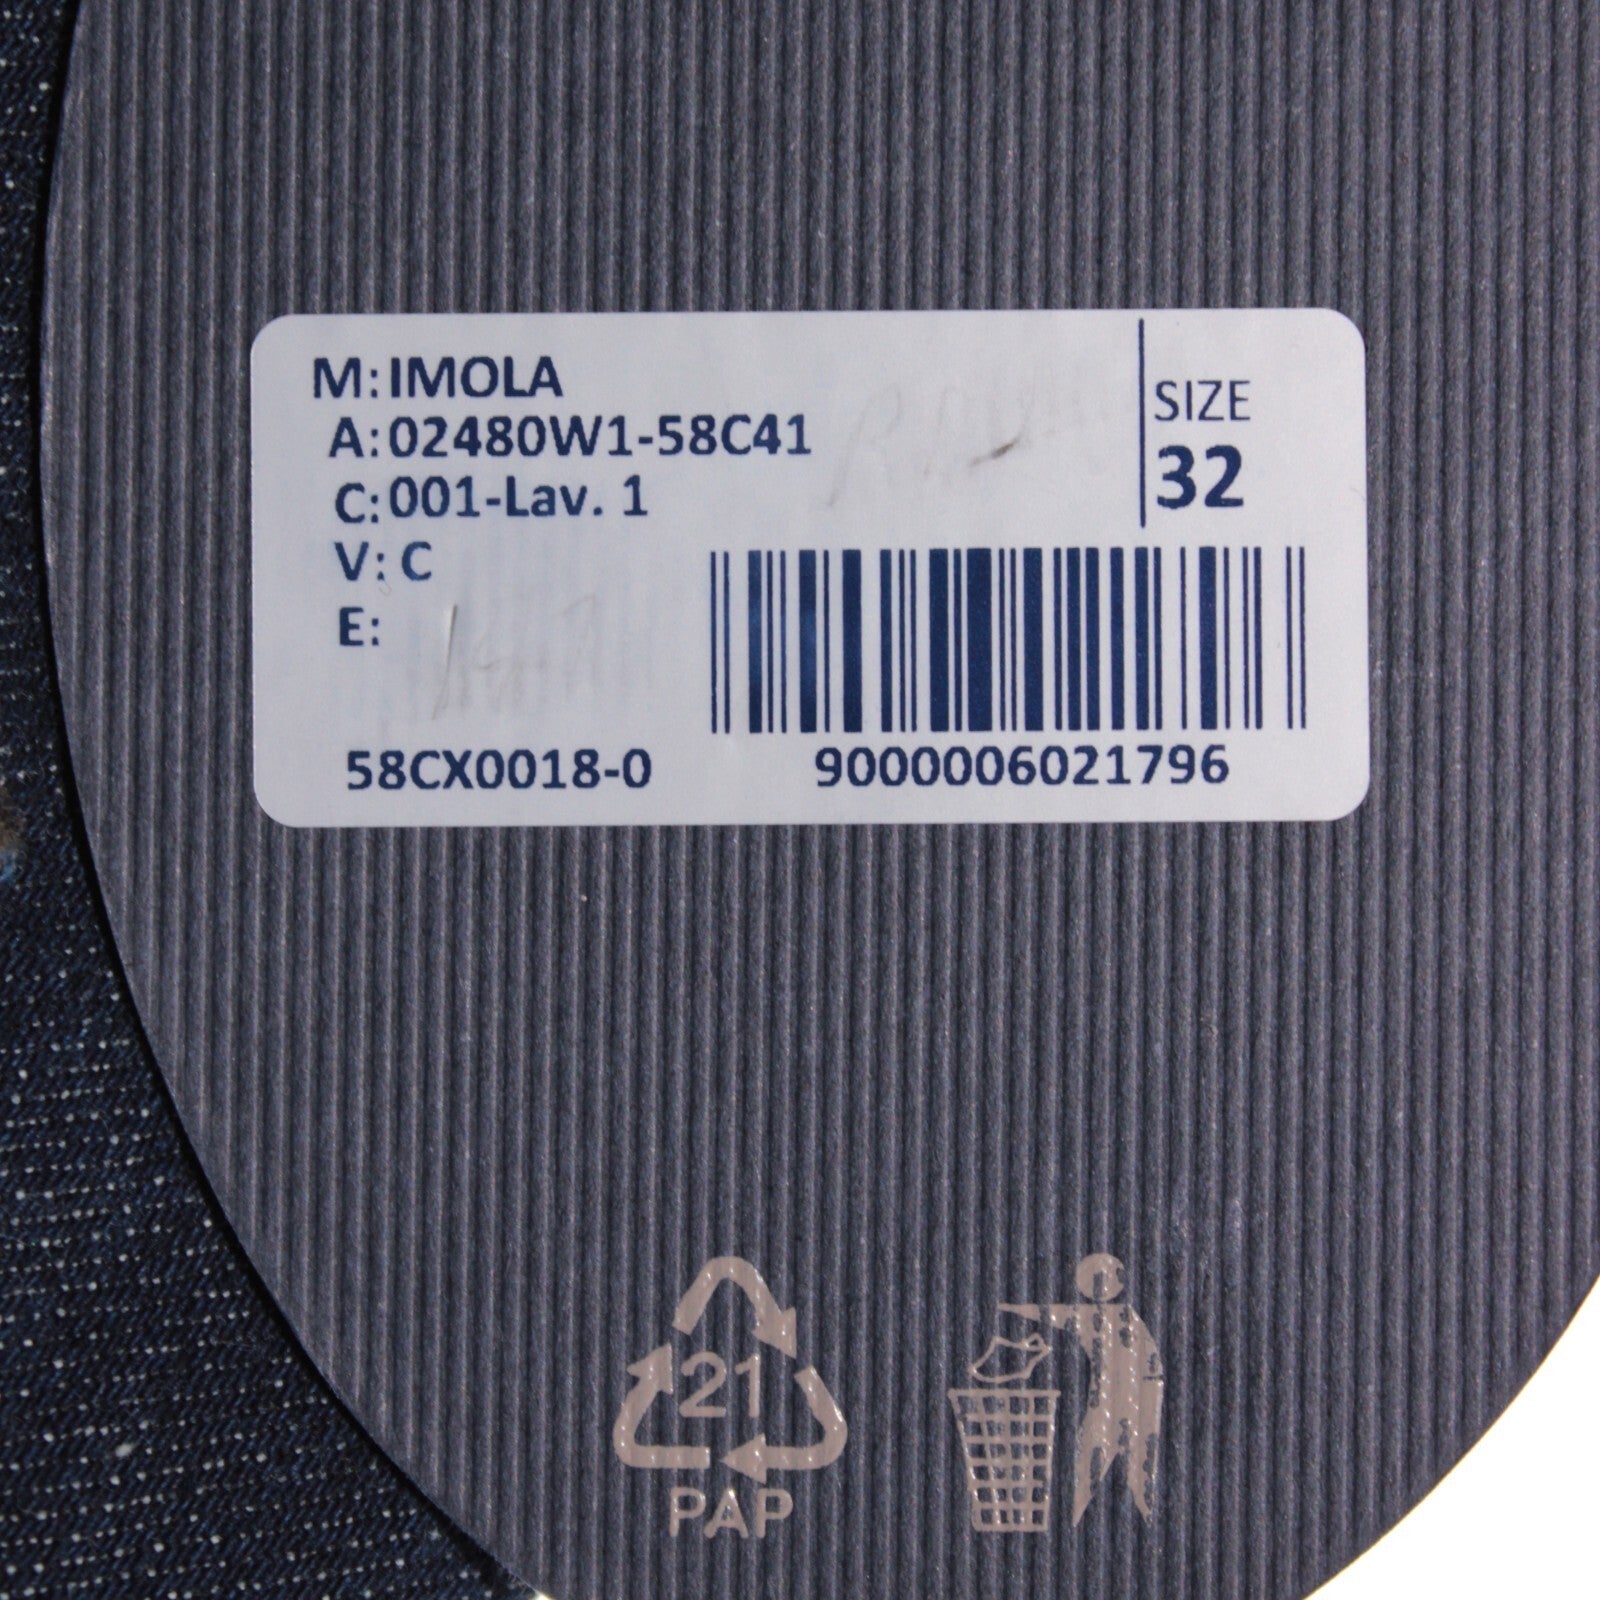 M: IMOLA
A: 02480W1-58C41
C: 001-Lav. 1
V: C
E:
SIZE
32
58CX0018-0
9000006021796
21
PAP